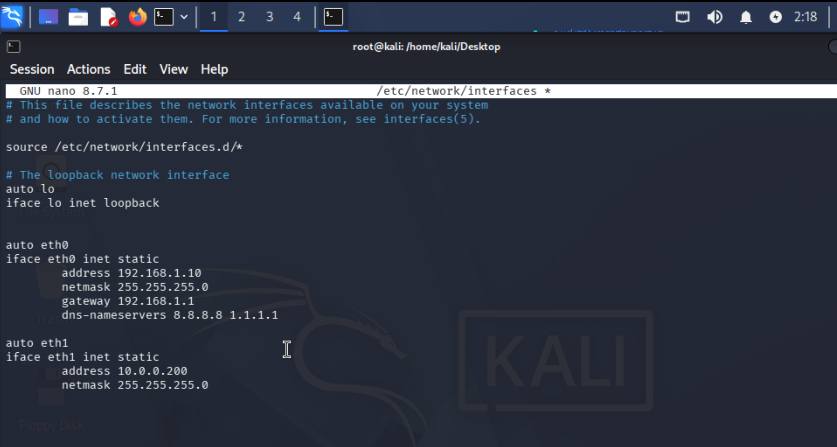 1 2 3 4 2:18
root@kali: /home/kali/Desktop
Session Actions Edit View Help
GNU nano 8.7.1 /etc/network/interfaces *
# This file describes the network interfaces available on your system
# and how to activate them. For more information, see interfaces(5).
source /etc/network/interfaces.d/*
# The loopback network interface
auto lo
iface lo inet loopback
auto eth0
iface eth0 inet static
address 192.168.1.10
netmask 255.255.255.0
gateway 192.168.1.1
dns-nameservers 8.8.8.8 1.1.1.1
auto eth1
iface eth1 inet static
address 10.0.0.200
netmask 255.255.255.0
KALI
Floppy Disk